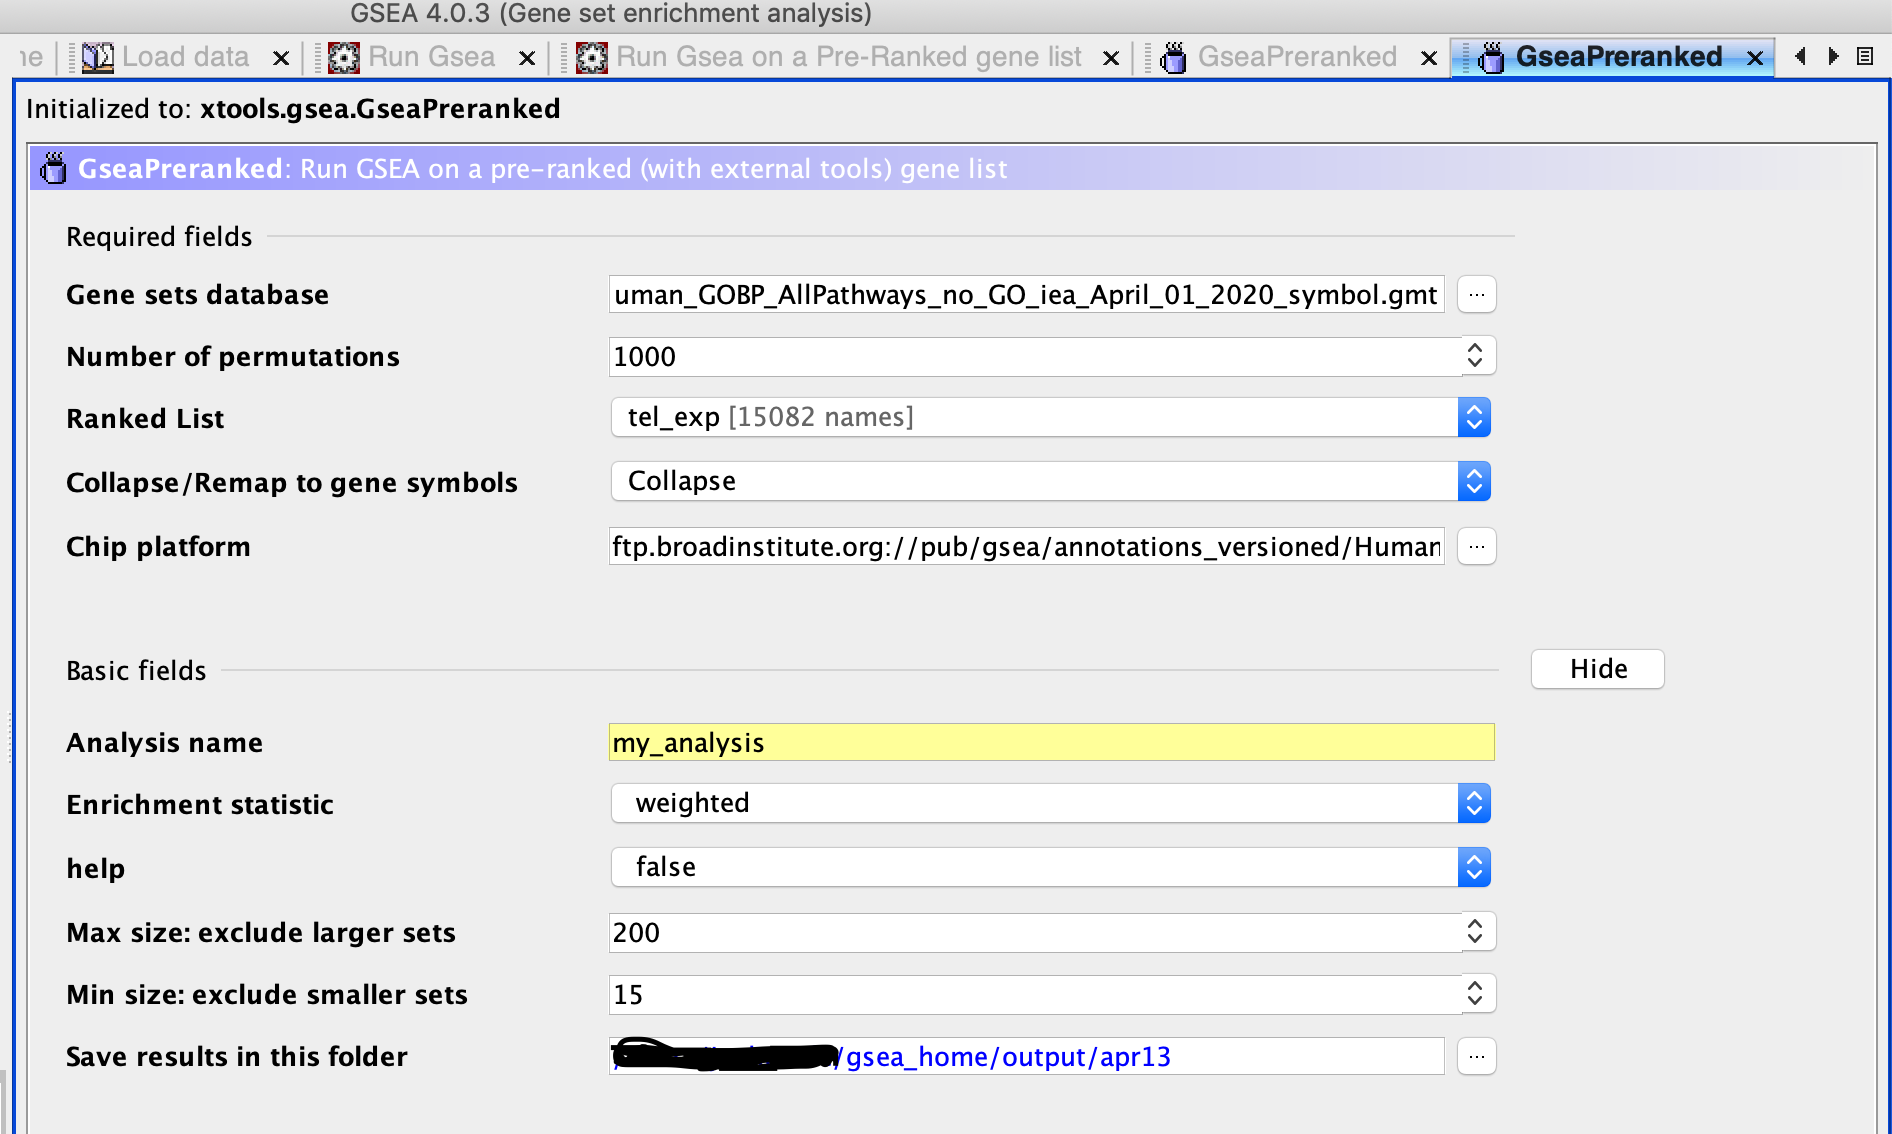 GSEA 4.0.3 (Gene set enrichment analysis)
Load data Run Gsea Run Gsea on a Pre-Ranked gene list GseaPreranked GseaPreranked
Initialized to: xtools.gsea.GseaPreranked
GseaPreranked: Run GSEA on a pre-ranked (with external tools) gene list
Required fields
Gene sets database uman_GOBP_AllPathways_no_GO_iea_April_01_2020_symbol.gmt ...
Number of permutations 1000
Ranked List tel_exp [15082 names]
Collapse/Remap to gene symbols Collapse
Chip platform ftp.broadinstitute.org://pub/gsea/annotations_versioned/Human ...
Basic fields Hide
Analysis name my_analysis
Enrichment statistic weighted
help false
Max size: exclude larger sets 200
Min size: exclude smaller sets 15
Save results in this folder /gsea_home/output/apr13 ...